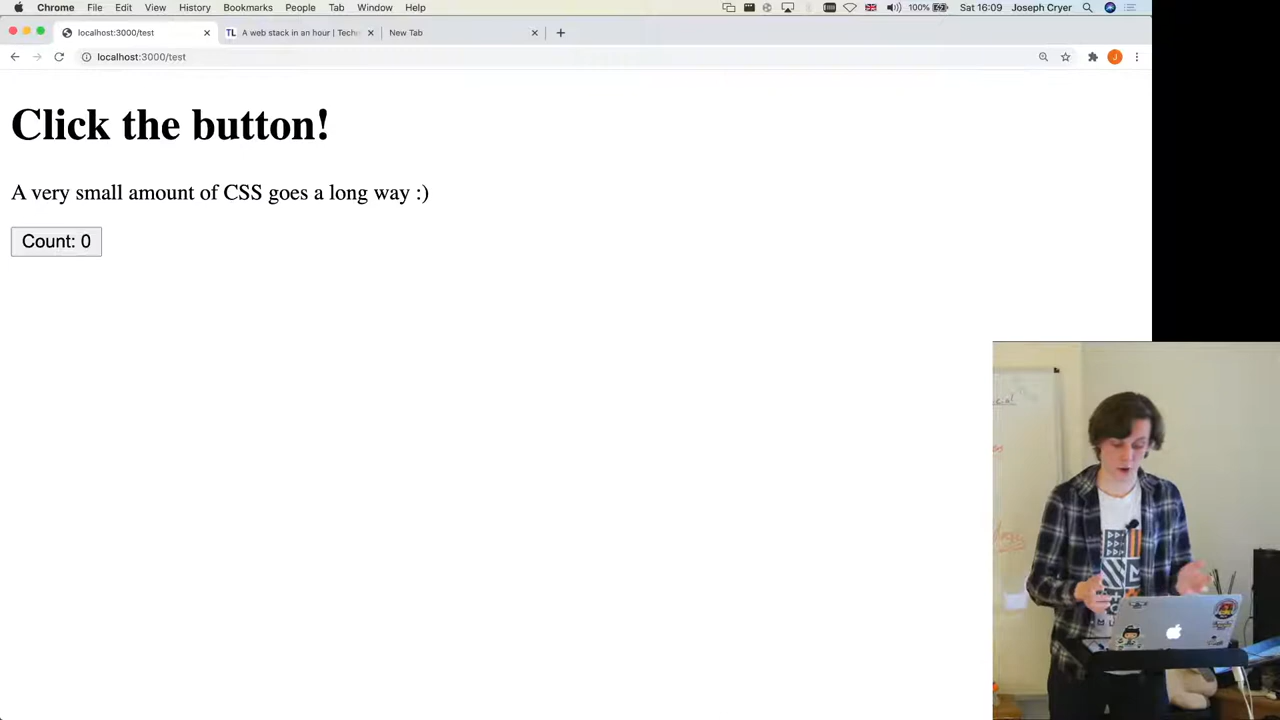 Chrome File Edit View History Bookmarks People Tab Window Help 100% Sat 16:09 Joseph Cryer
localhost:3000/test TL A web stack in an hour | Tech New Tab
localhost:3000/test J
Click the button!
A very small amount of CSS goes a long way :)
Count: 0